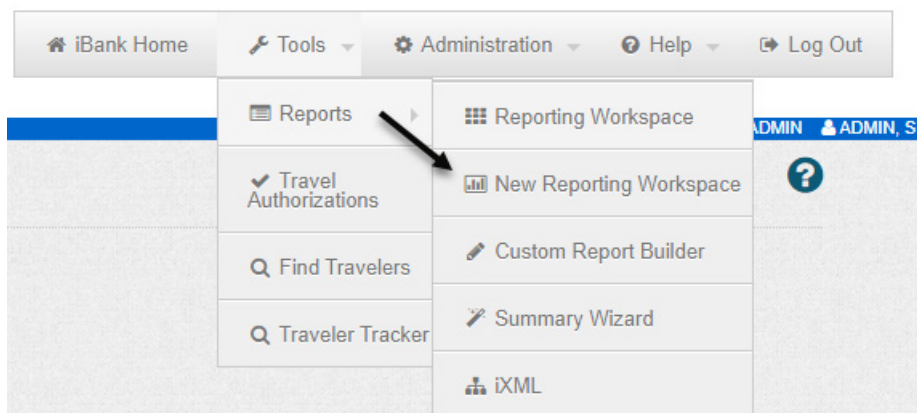 iBank Home Tools Administration Help Log Out
Reports
Travel
Authorizations
Find Travelers
Traveler Tracker
Reporting Workspace
New Reporting Workspace
Custom Report Builder
Summary Wizard
iXML
ADMIN ADMIN, S
?